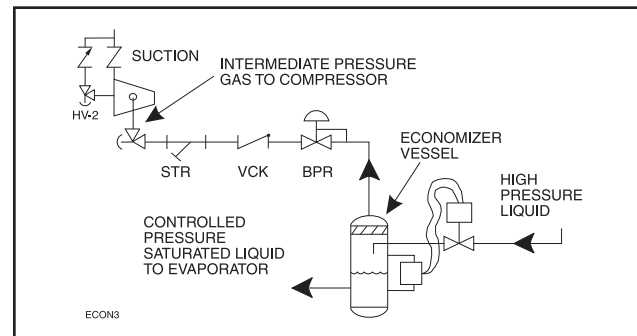 SUCTION
INTERMEDIATE PRESSURE
GAS TO COMPRESSOR
HV-2
STR
VCK
BPR
ECONOMIZER
VESSEL
HIGH
PRESSURE
LIQUID
CONTROLLED
PRESSURE
SATURATED LIQUID
TO EVAPORATOR
ECON3